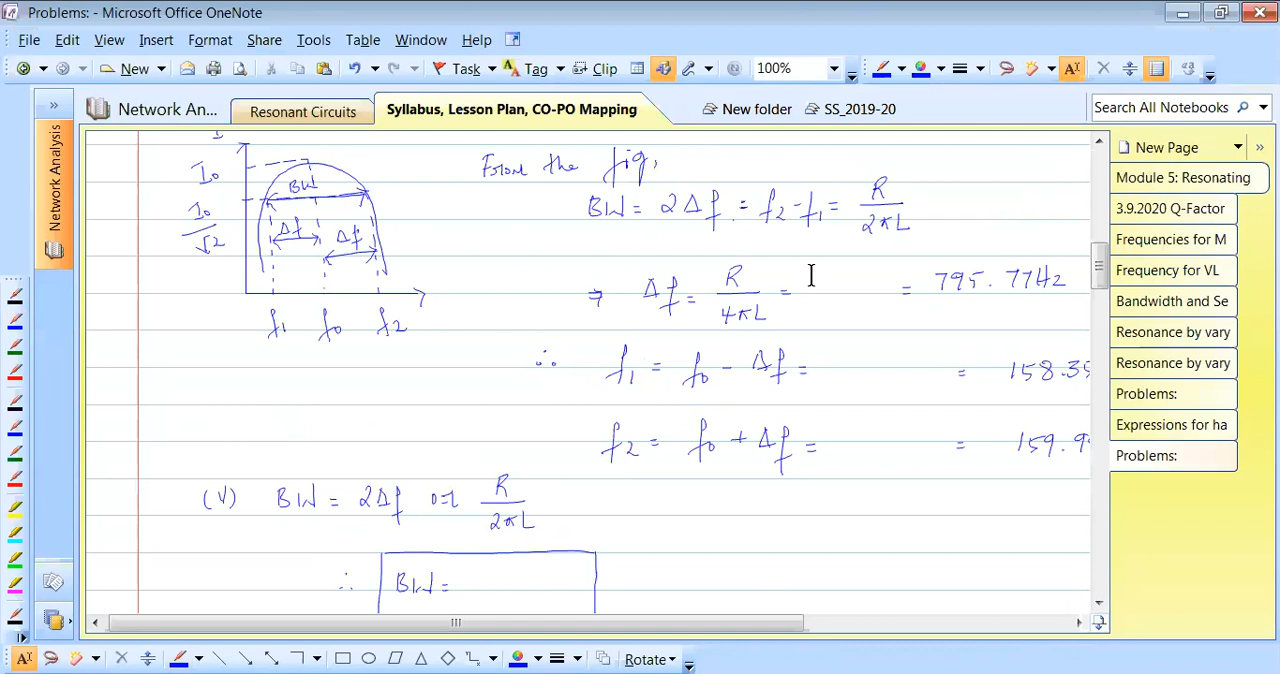 Problems: - Microsoft Office OneNote
File Edit View Insert Format Share Tools Table Window Help
New Task Tag Clip 100%
Network An... Resonant Circuits Syllabus, Lesson Plan, CO-PO Mapping New folder SS_2019-20 Search All Notebooks
Network Analysis
I₀
I₀/√2
BW
Δf
Δf
f₁ f₀ f₂
From the fig,
BW = 2Δf = f₂-f₁ = R/2πL
⇒ Δf = R/4πL = = 795.77Hz
∴ f₁ = f₀ - Δf = = 158.35
f₂ = f₀ + Δf = = 159.9
(V) BW = 2Δf or R/2πL
∴ BW =
New Page
Module 5: Resonating
3.9.2020 Q-Factor
Frequencies for M
Frequency for VL
Bandwidth and Se
Resonance by vary
Resonance by vary
Problems:
Expressions for ha
Problems:
Rotate